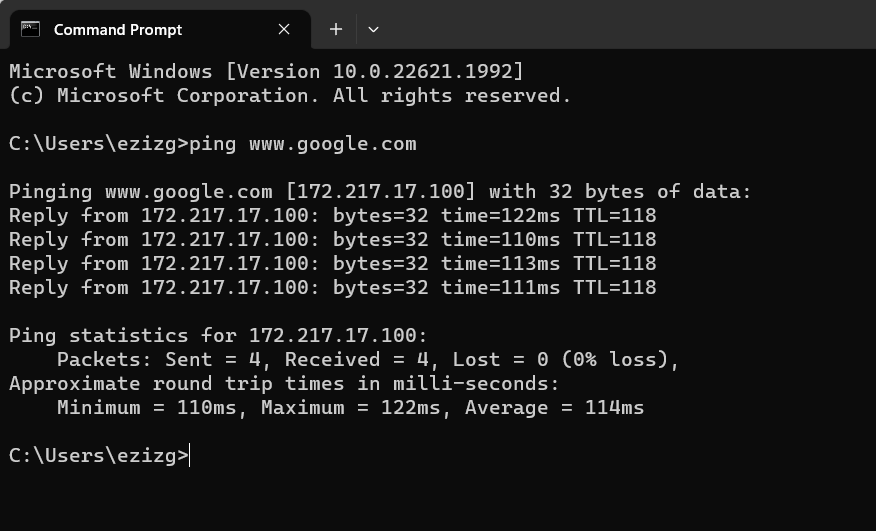 Command Prompt
Microsoft Windows [Version 10.0.22621.1992]
(c) Microsoft Corporation. All rights reserved.
C:\Users\ezizg>ping www.google.com
Pinging www.google.com [172.217.17.100] with 32 bytes of data:
Reply from 172.217.17.100: bytes=32 time=122ms TTL=118
Reply from 172.217.17.100: bytes=32 time=110ms TTL=118
Reply from 172.217.17.100: bytes=32 time=113ms TTL=118
Reply from 172.217.17.100: bytes=32 time=111ms TTL=118
Ping statistics for 172.217.17.100:
    Packets: Sent = 4, Received = 4, Lost = 0 (0% loss),
Approximate round trip times in milli-seconds:
    Minimum = 110ms, Maximum = 122ms, Average = 114ms
C:\Users\ezizg>